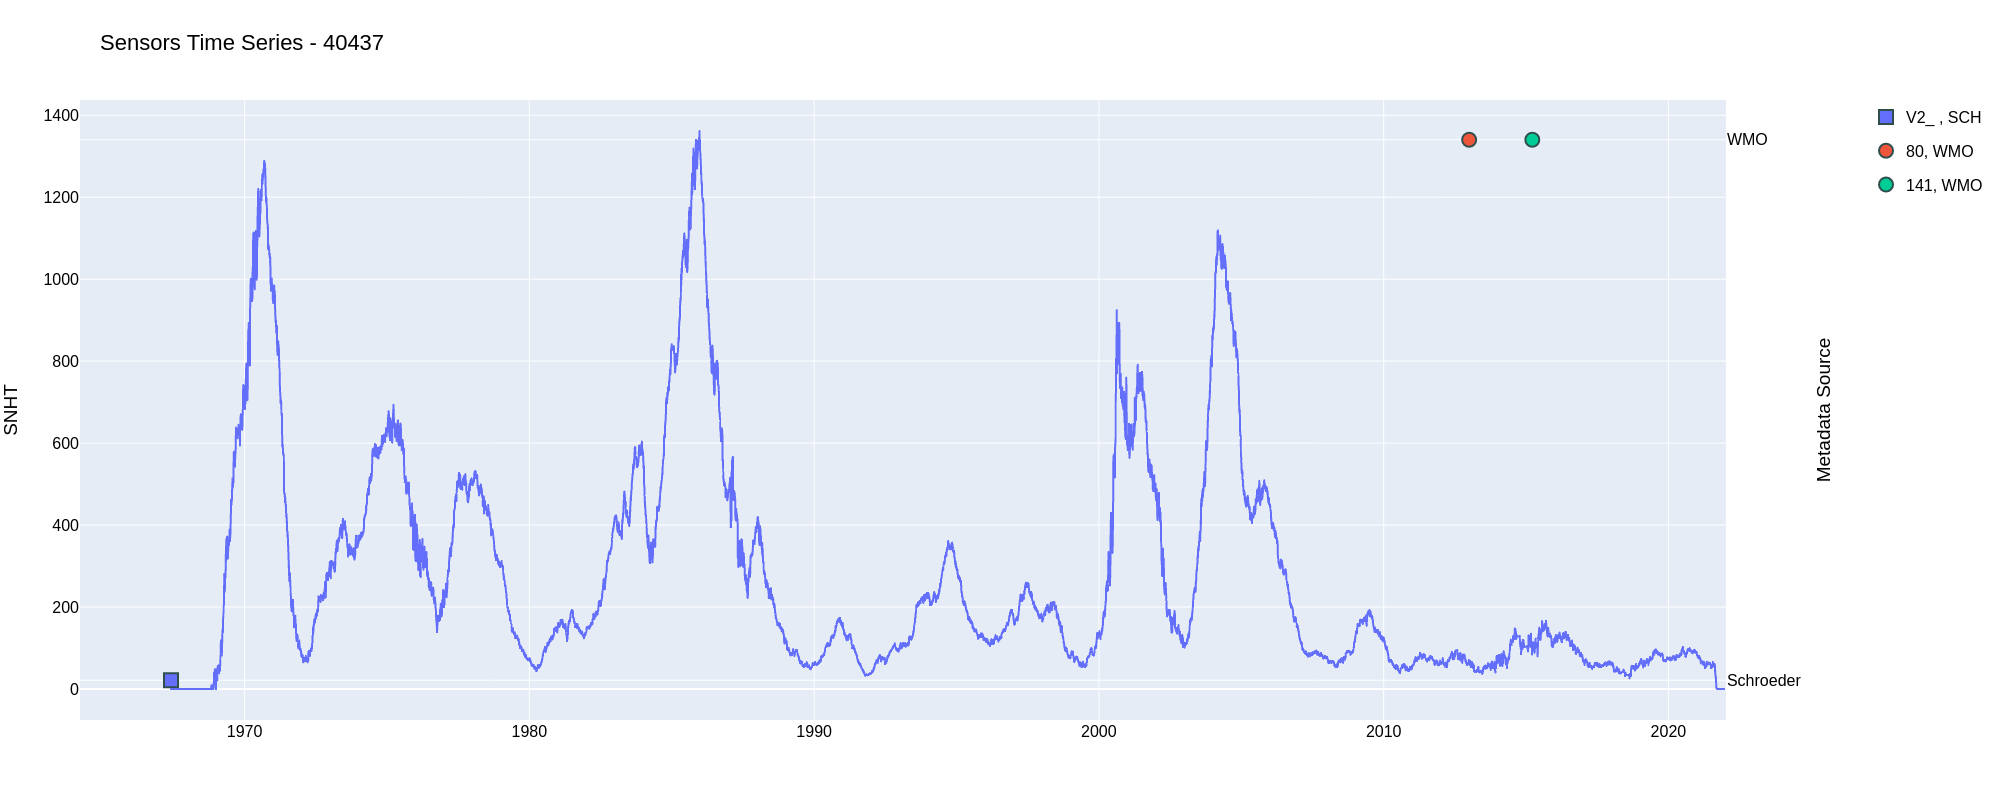 Sensors Time Series - 40437
1400
1200
1000
800
600
400
200
0
SNHT
1970
1980
1990
2000
2010
2020
WMO
Schroeder
Metadata Source
V2_ , SCH
80, WMO
141, WMO